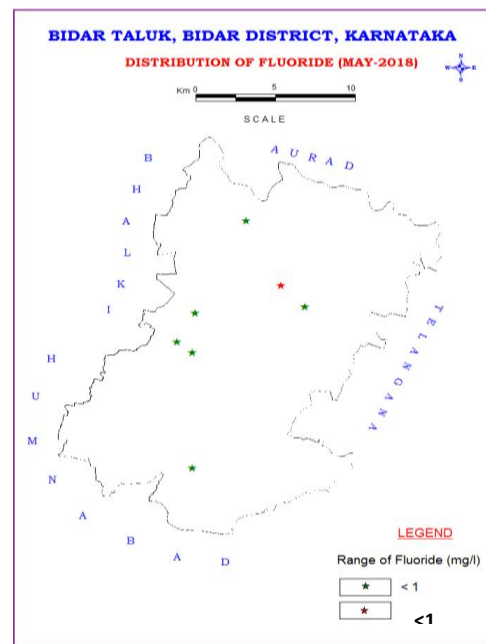 BIDAR TALUK, BIDAR DISTRICT, KARNATAKA
DISTRIBUTION OF FLUORIDE (MAY-2018)
N
W E
S
Km 0 5 10
SCALE
AURAD
BHALKI
TELANGANA
HUMNABAD
LEGEND
Range of Fluoride (mg/l)
< 1
<1